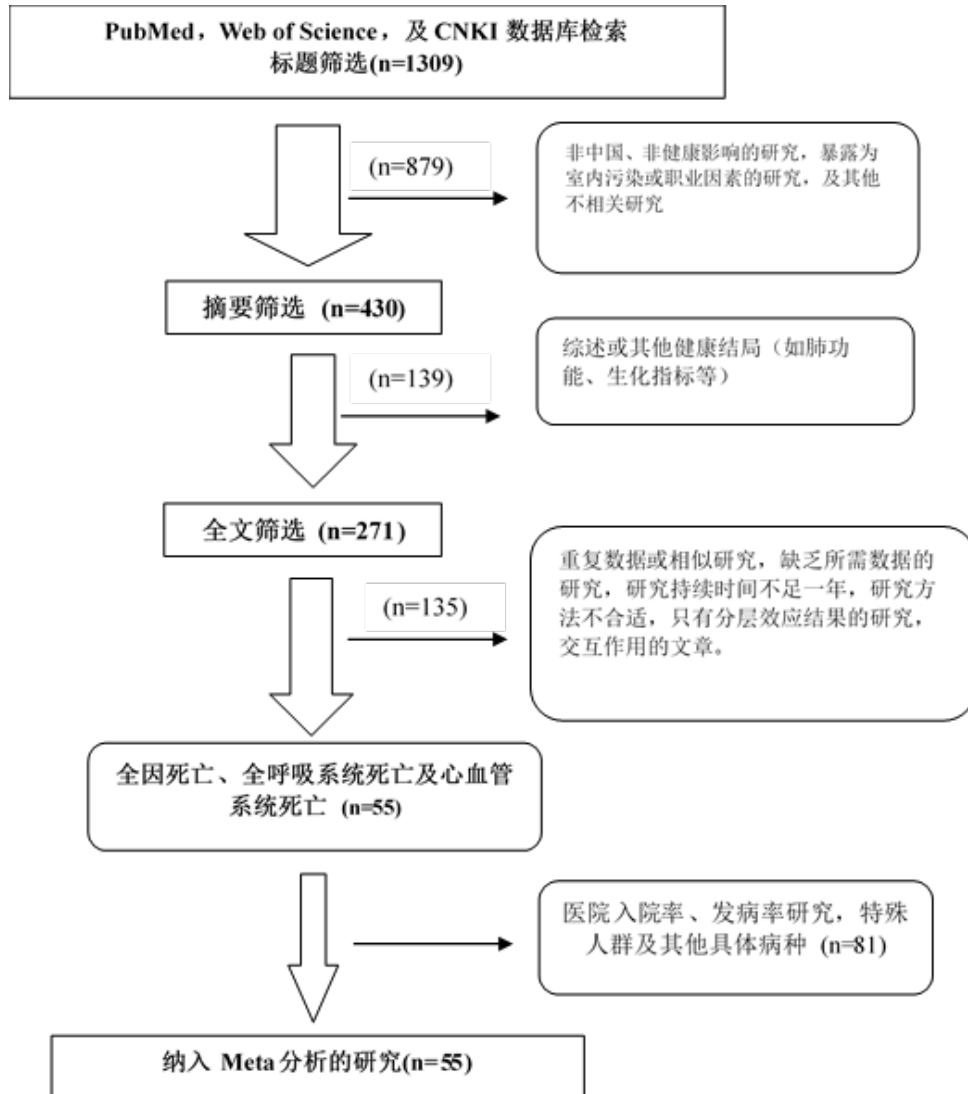 PubMed，Web of Science，及 CNKI 数据库检索
标题筛选(n=1309)
(n=879)
非中国、非健康影响的研究，暴露为
室内污染或职业因素的研究，及其他
不相关研究
摘要筛选 (n=430)
(n=139)
综述或其他健康结局（如肺功
能、生化指标等）
全文筛选 (n=271)
(n=135)
重复数据或相似研究，缺乏所需数据的
研究，研究持续时间不足一年，研究方
法不合适，只有分层效应结果的研究，
交互作用的文章。
全因死亡、全呼吸系统死亡及心血管
系统死亡 (n=55)
医院入院率、发病率研究，特殊
人群及其他具体病种 (n=81)
纳入 Meta 分析的研究(n=55)